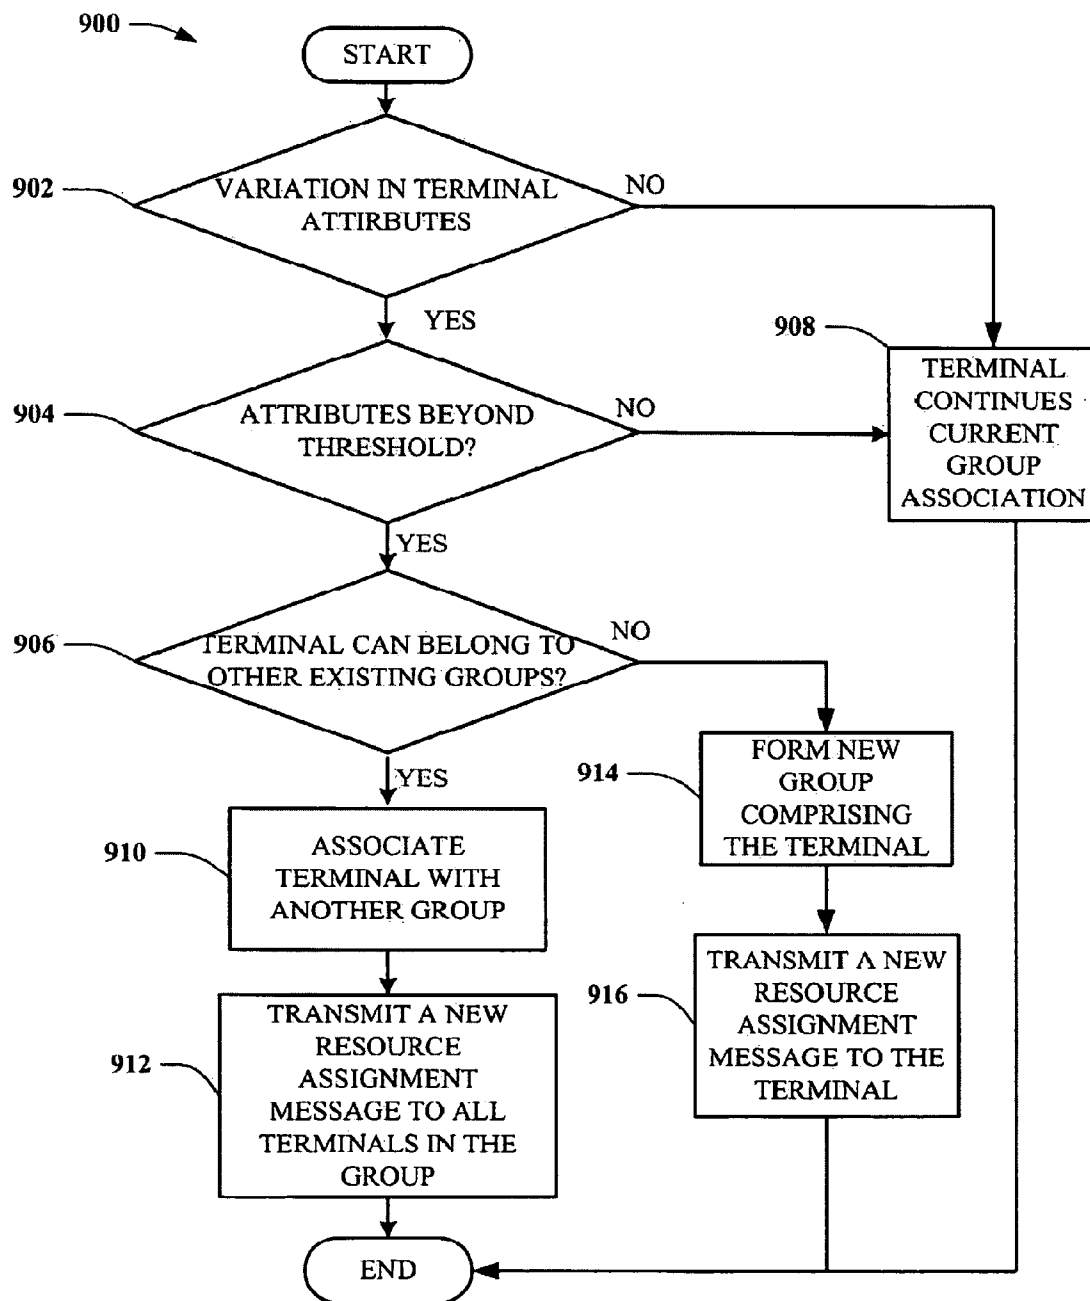 900
START
902
VARIATION IN TERMINAL
ATTIRBUTES
NO
YES
904
ATTRIBUTES BEYOND
THRESHOLD?
NO
908
TERMINAL
CONTINUES
CURRENT
GROUP
ASSOCIATION
YES
906
TERMINAL CAN BELONG TO
OTHER EXISTING GROUPS?
NO
YES
914
FORM NEW
GROUP
COMPRISING
THE TERMINAL
910
ASSOCIATE
TERMINAL WITH
ANOTHER GROUP
916
TRANSMIT A NEW
RESOURCE
ASSIGNMENT
MESSAGE TO THE
TERMINAL
912
TRANSMIT A NEW
RESOURCE
ASSIGNMENT
MESSAGE TO ALL
TERMINALS IN THE
GROUP
END